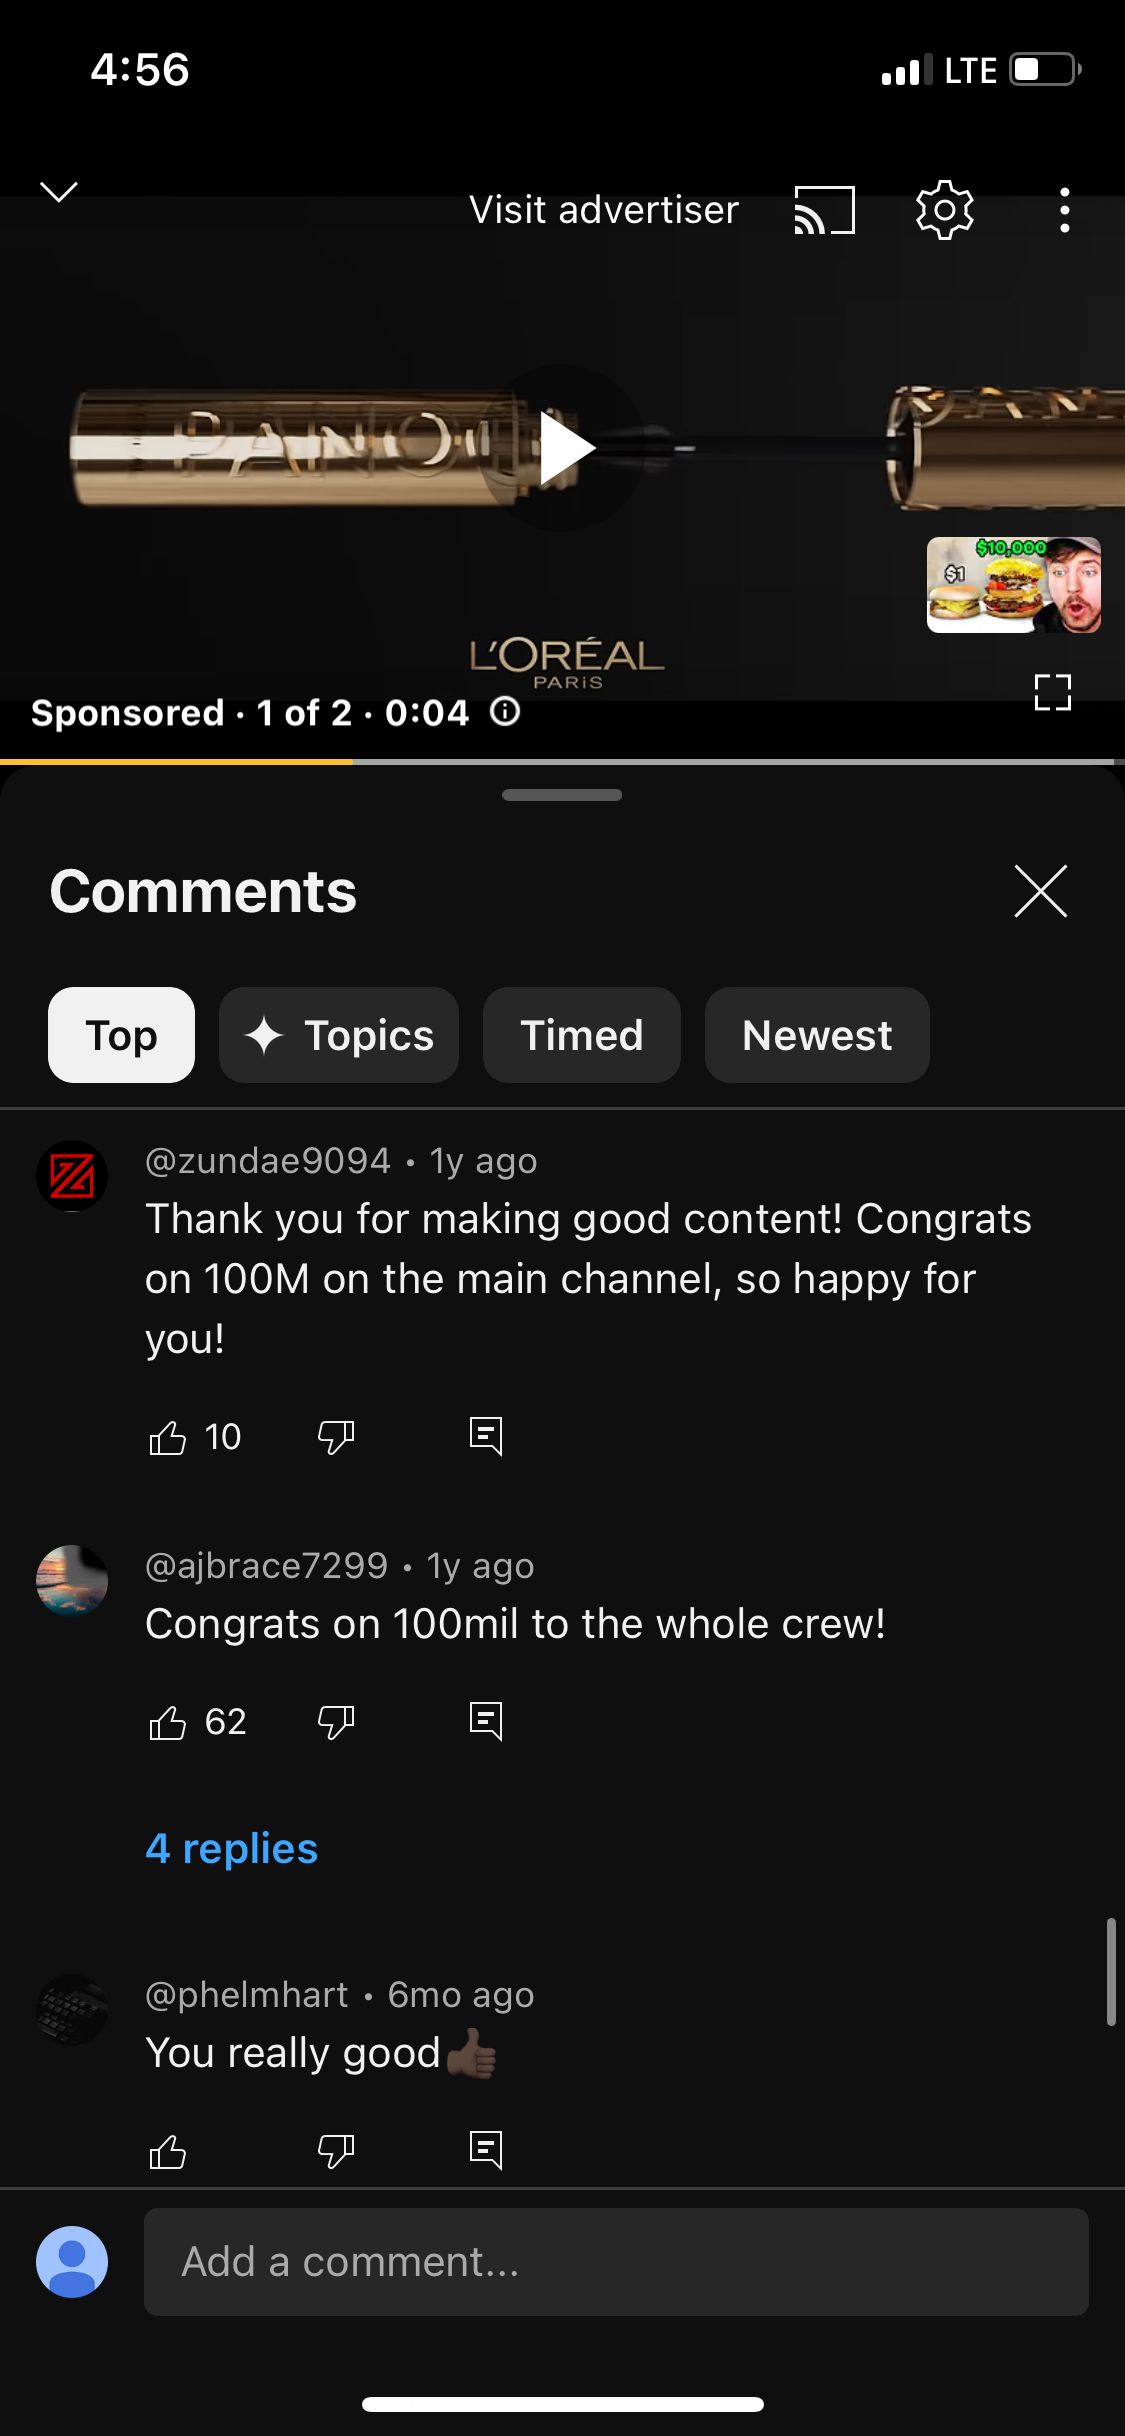 4:56
LTE
Visit advertiser
PANO
PAN
$10,000
$1
L'ORÉAL
PARIS
Sponsored · 1 of 2 · 0:04
Comments
Top
Topics
Timed
Newest
@zundae9094 · 1y ago
Thank you for making good content! Congrats
on 100M on the main channel, so happy for
you!
10
@ajbrace7299 · 1y ago
Congrats on 100mil to the whole crew!
62
4 replies
@phelmhart · 6mo ago
You really good👍🏿
Add a comment...